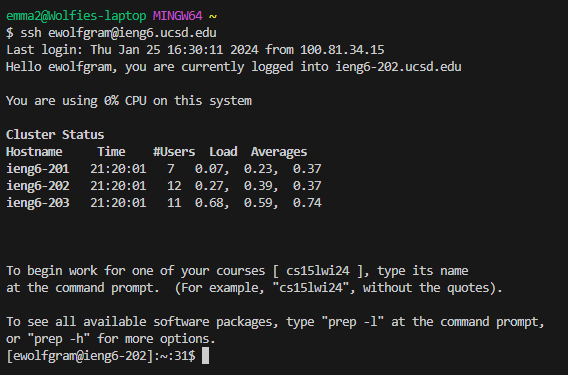 emma2@Wolfies-laptop MINGW64 ~
$ ssh ewolfgram@ieng6.ucsd.edu
Last login: Thu Jan 25 16:30:11 2024 from 100.81.34.15
Hello ewolfgram, you are currently logged into ieng6-202.ucsd.edu

You are using 0% CPU on this system

Cluster Status
Hostname     Time    #Users  Load  Averages
ieng6-201   21:20:01   7   0.07,  0.23,  0.37
ieng6-202   21:20:01   12  0.27,  0.39,  0.37
ieng6-203   21:20:01   11  0.68,  0.59,  0.74

To begin work for one of your courses [ cs15lwi24 ], type its name
at the command prompt.  (For example, "cs15lwi24", without the quotes).

To see all available software packages, type "prep -l" at the command prompt,
or "prep -h" for more options.
[ewolfgram@ieng6-202]:~:31$